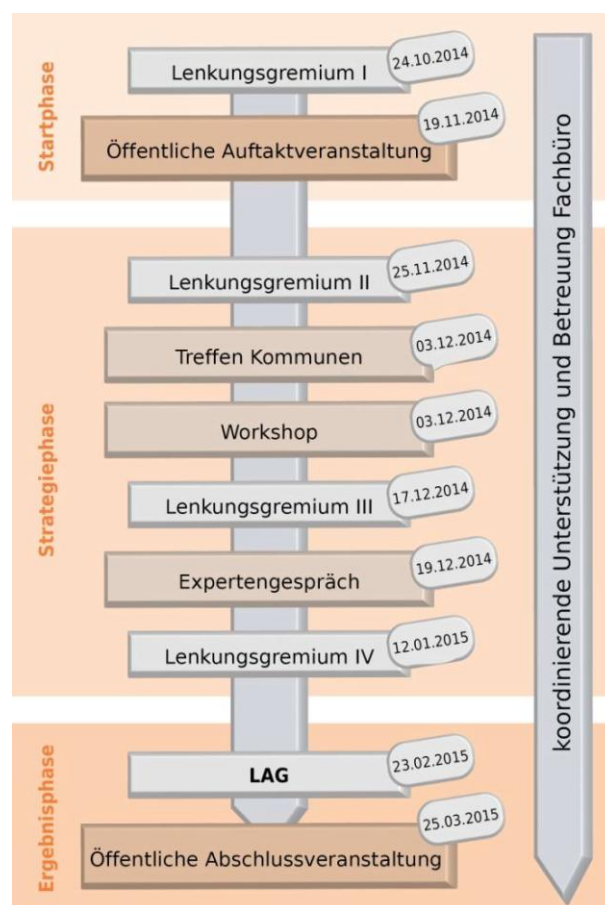 Startphase
Lenkungsgremium I
24.10.2014
Öffentliche Auftaktveranstaltung
19.11.2014
Strategiephase
Lenkungsgremium II
25.11.2014
Treffen Kommunen
03.12.2014
Workshop
03.12.2014
Lenkungsgremium III
17.12.2014
Expertengespräch
19.12.2014
Lenkungsgremium IV
12.01.2015
Ergebnisphase
LAG
23.02.2015
Öffentliche Abschlussveranstaltung
25.03.2015
koordinierende Unterstützung und Betreuung Fachbüro